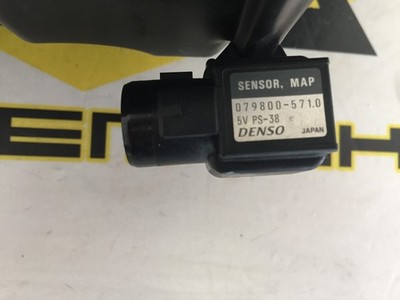 SENSOR, MAP
079800-5710
5V PS-38
DENSO JAPAN